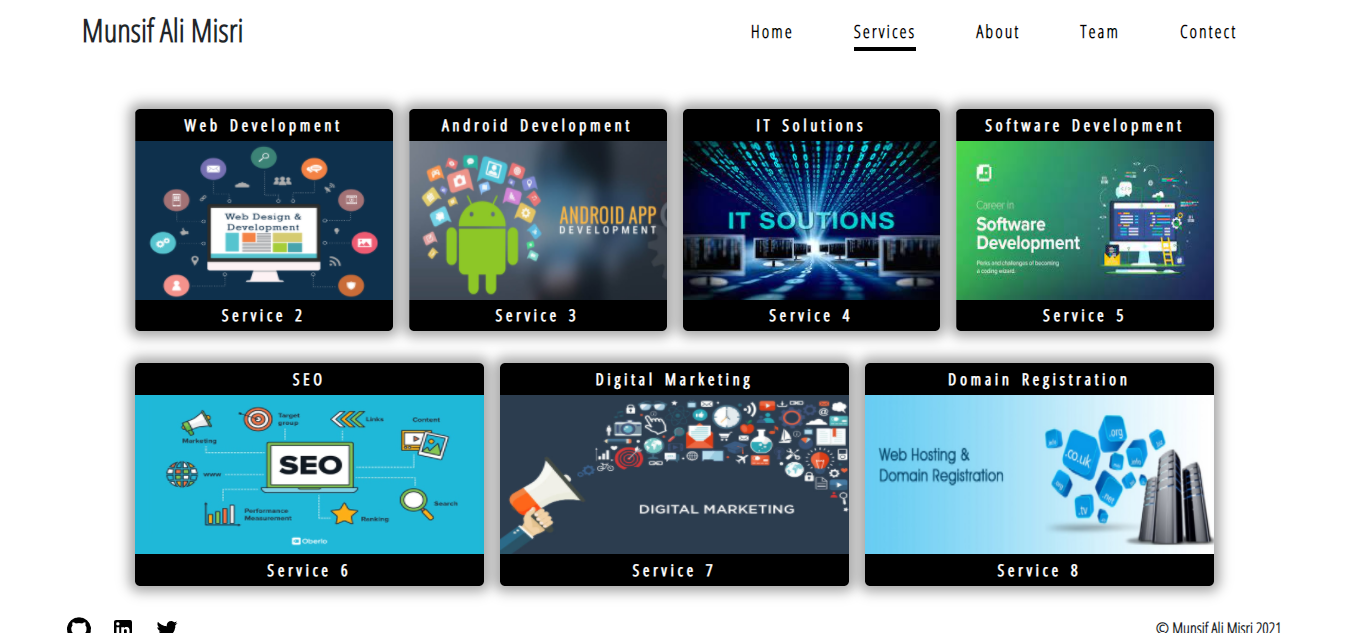 Munsif Ali Misri
Home Services About Team Contact
Web Development
Web Design &
Development
Service 2
Android Development
ANDROID APP
DEVELOPMENT
Service 3
IT Solutions
IT SOUTIONS
Service 4
Software Development
Career in
Software
Development
Perks and challenges of becoming
a coding wizard.
Service 5
SEO
Marketing
Target
group
Links
Content
www
SEO
Search
Performance
Measurement
Ranking
Oberlo
Service 6
Digital Marketing
DIGITAL MARKETING
Service 7
Domain Registration
Web Hosting &
Domain Registration
.org
.co.uk
.net
.tv
Service 8
in
© Munsif Ali Misri 2021